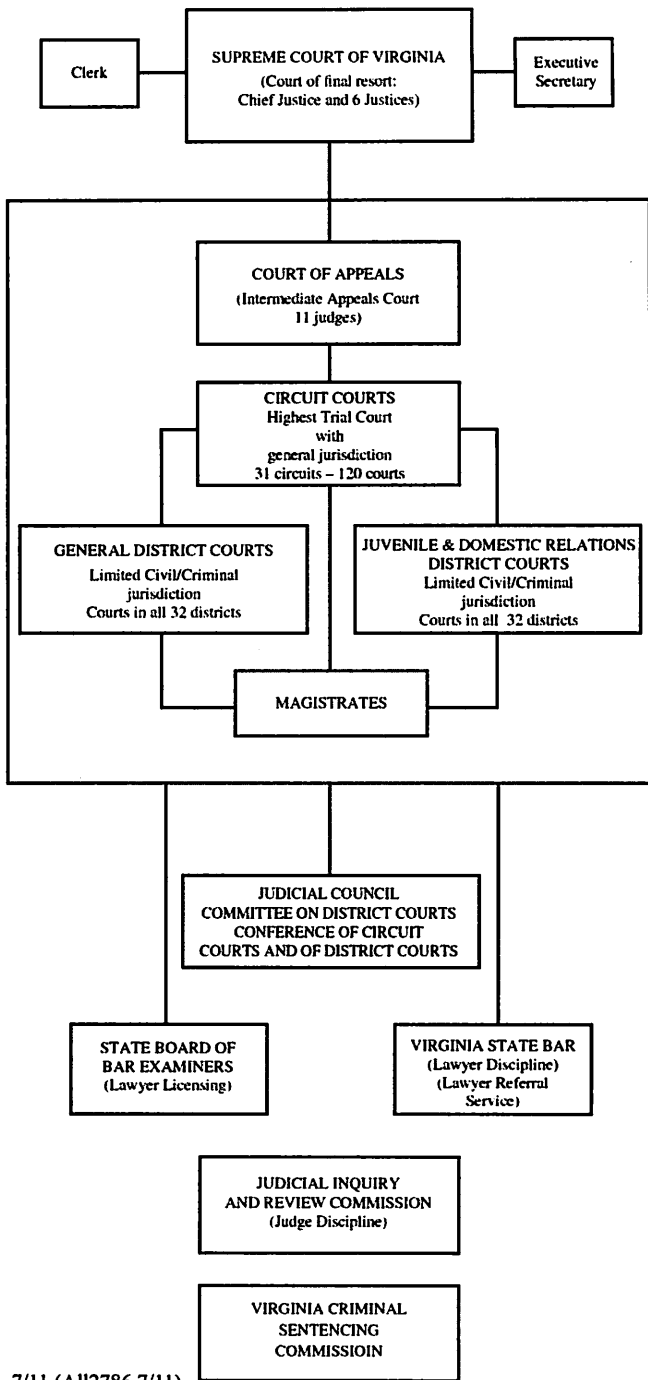 SUPREME COURT OF VIRGINIA
(Court of final resort:
Chief Justice and 6 Justices)
Clerk
Executive
Secretary
COURT OF APPEALS
(Intermediate Appeals Court
11 judges)
CIRCUIT COURTS
Highest Trial Court
with
general jurisdiction
31 circuits – 120 courts
GENERAL DISTRICT COURTS
Limited Civil/Criminal
jurisdiction
Courts in all 32 districts
JUVENILE & DOMESTIC RELATIONS
DISTRICT COURTS
Limited Civil/Criminal
jurisdiction
Courts in all 32 districts
MAGISTRATES
JUDICIAL COUNCIL
COMMITTEE ON DISTRICT COURTS
CONFERENCE OF CIRCUIT
COURTS AND OF DISTRICT COURTS
STATE BOARD OF
BAR EXAMINERS
(Lawyer Licensing)
VIRGINIA STATE BAR
(Lawyer Discipline)
(Lawyer Referral
Service)
JUDICIAL INQUIRY
AND REVIEW COMMISSION
(Judge Discipline)
VIRGINIA CRIMINAL
SENTENCING
COMMISSIOIN